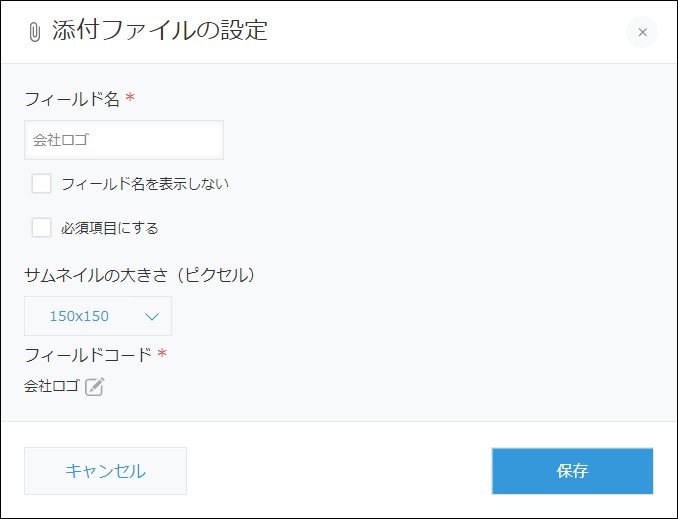 添付ファイルの設定
×
フィールド名 *
会社ロゴ
フィールド名を表示しない
必須項目にする
サムネイルの大きさ（ピクセル）
150x150
フィールドコード *
会社ロゴ
キャンセル
保存